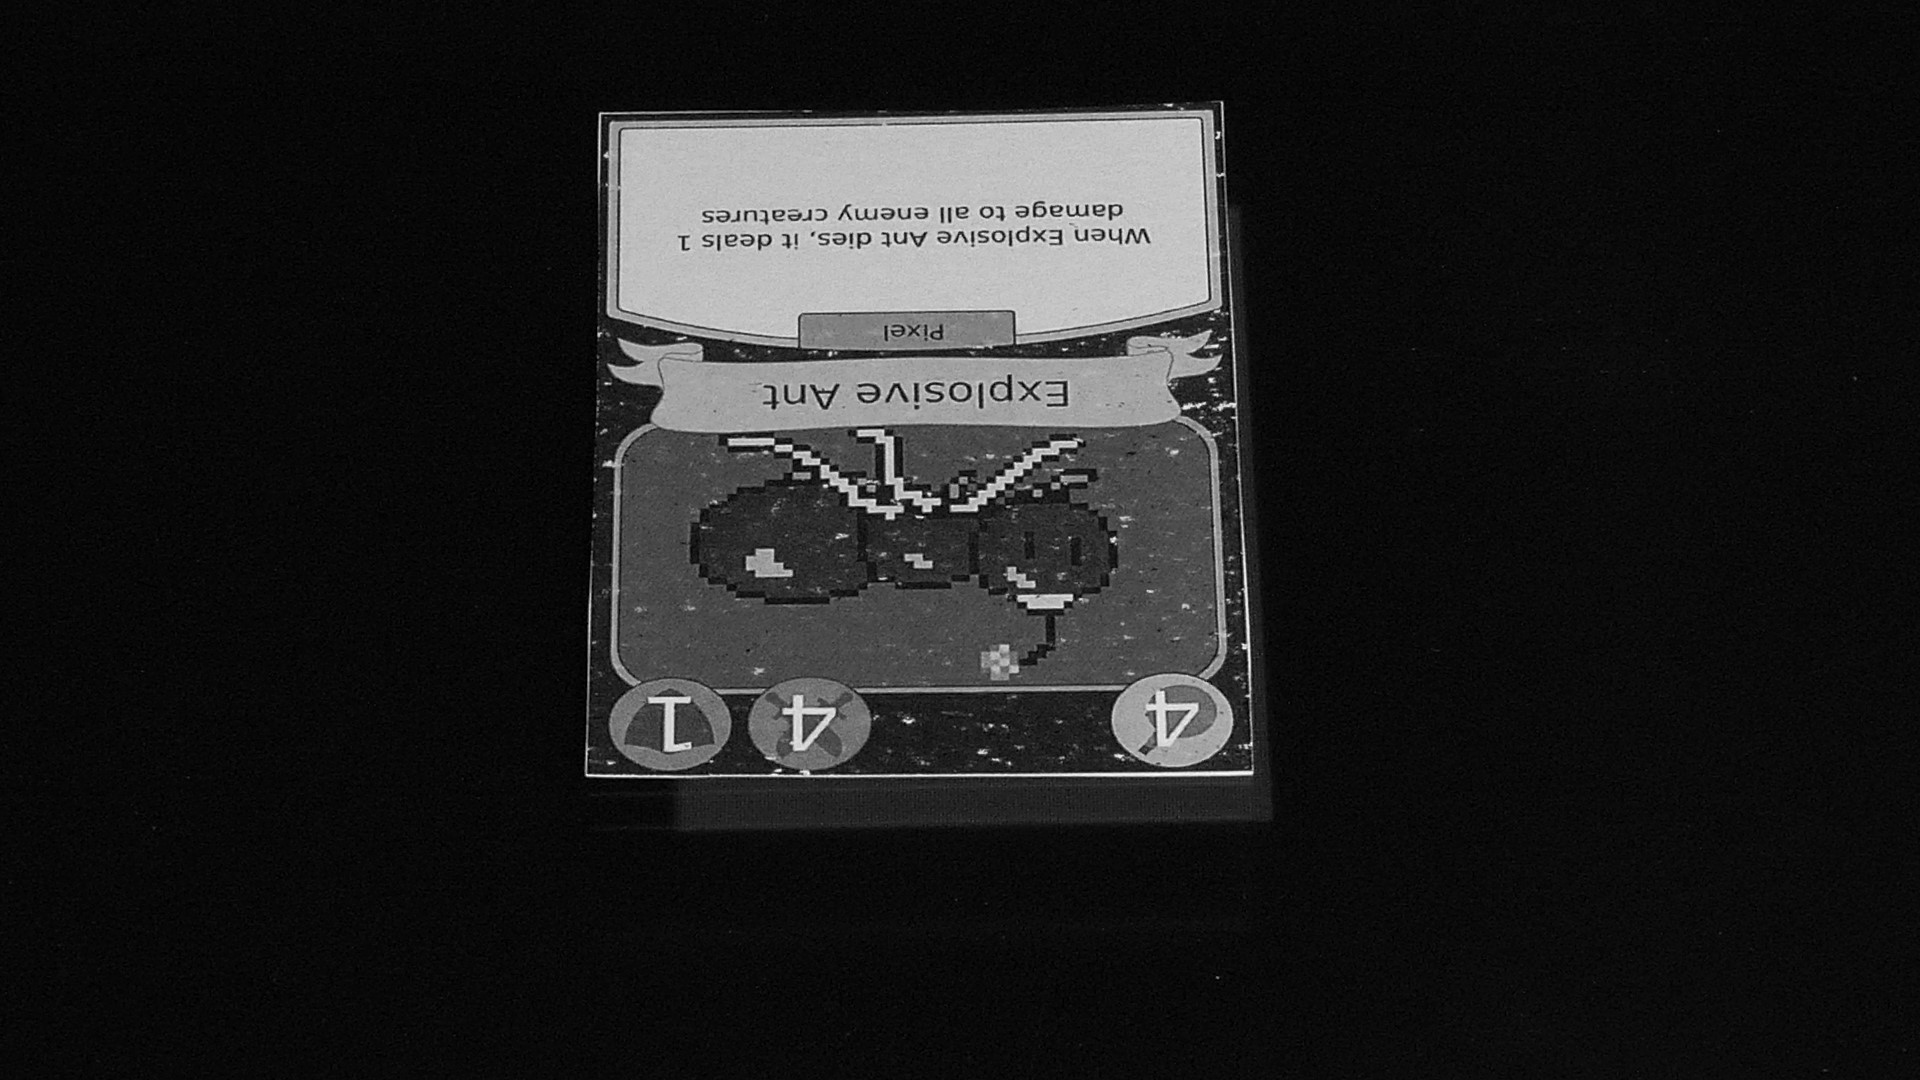 4 4 1
Explosive Ant
Pixel
When Explosive Ant dies, it deals 1
damage to all enemy creatures